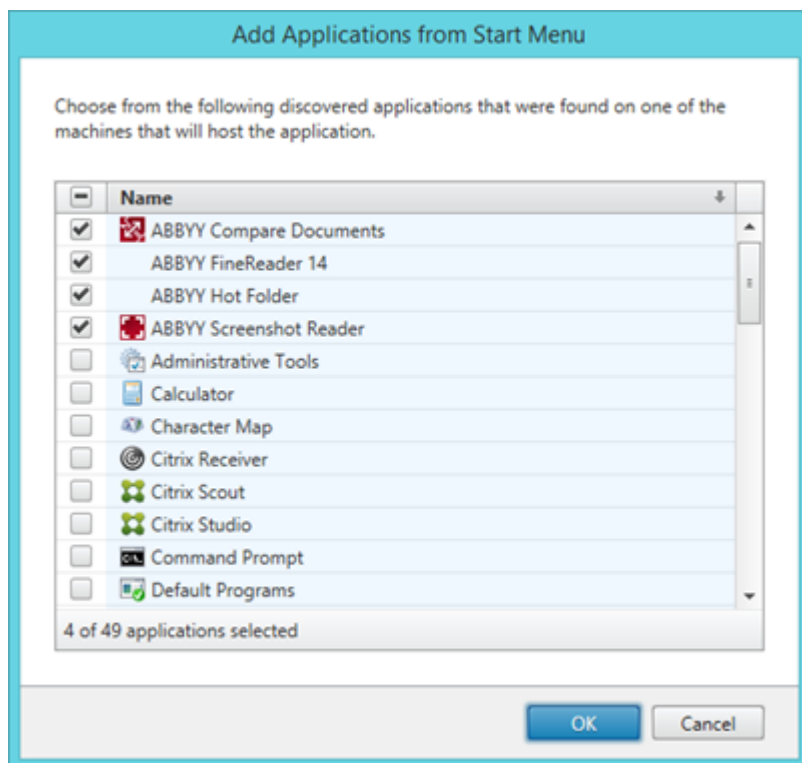 Add Applications from Start Menu
Choose from the following discovered applications that were found on one of the
machines that will host the application.
Name
ABBYY Compare Documents
ABBYY FineReader 14
ABBYY Hot Folder
ABBYY Screenshot Reader
Administrative Tools
Calculator
Character Map
Citrix Receiver
Citrix Scout
Citrix Studio
Command Prompt
Default Programs
4 of 49 applications selected
OK Cancel